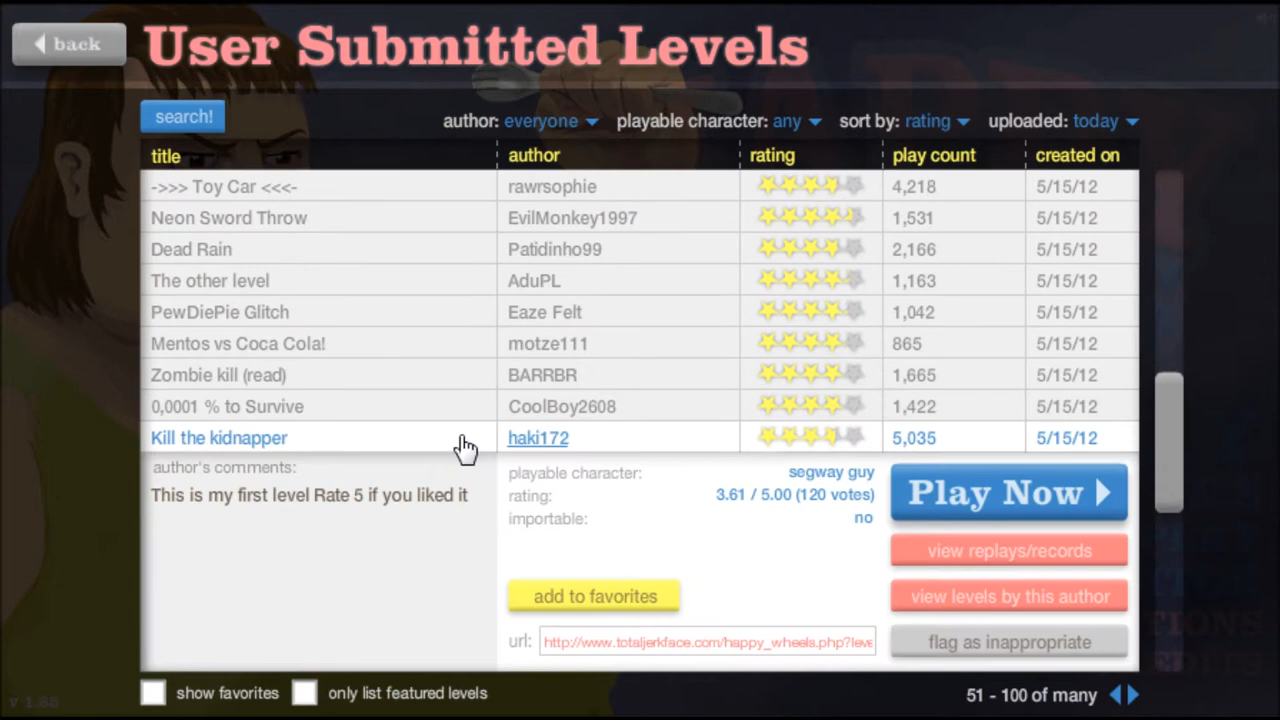 back
User Submitted Levels
search!
author: everyone playable character: any sort by: rating uploaded: today
title author rating play count created on
->>> Toy Car <<<- rawrsophie 4,218 5/15/12
Neon Sword Throw EvilMonkey1997 1,531 5/15/12
Dead Rain Patidinho99 2,166 5/15/12
The other level AduPL 1,163 5/15/12
PewDiePie Glitch Eaze Felt 1,042 5/15/12
Mentos vs Coca Cola! motze111 865 5/15/12
Zombie kill (read) BARRBR 1,665 5/15/12
0,0001 % to Survive CoolBoy2608 1,422 5/15/12
Kill the kidnapper haki172 5,035 5/15/12
author's comments:
This is my first level Rate 5 if you liked it
playable character: segway guy
rating: 3.61 / 5.00 (120 votes)
importable: no
add to favorites
url: http://www.totaljerkface.com/happy_wheels.php?leve
Play Now
view replays/records
view levels by this author
flag as inappropriate
show favorites only list featured levels 51 - 100 of many